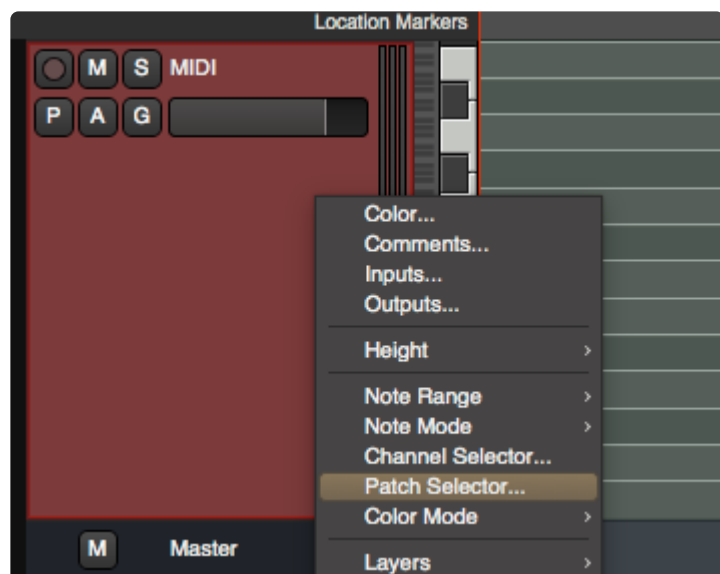 Location Markers
M S MIDI
P A G
Color...
Comments...
Inputs...
Outputs...
Height
Note Range
Note Mode
Channel Selector...
Patch Selector...
Color Mode
M Master
Layers